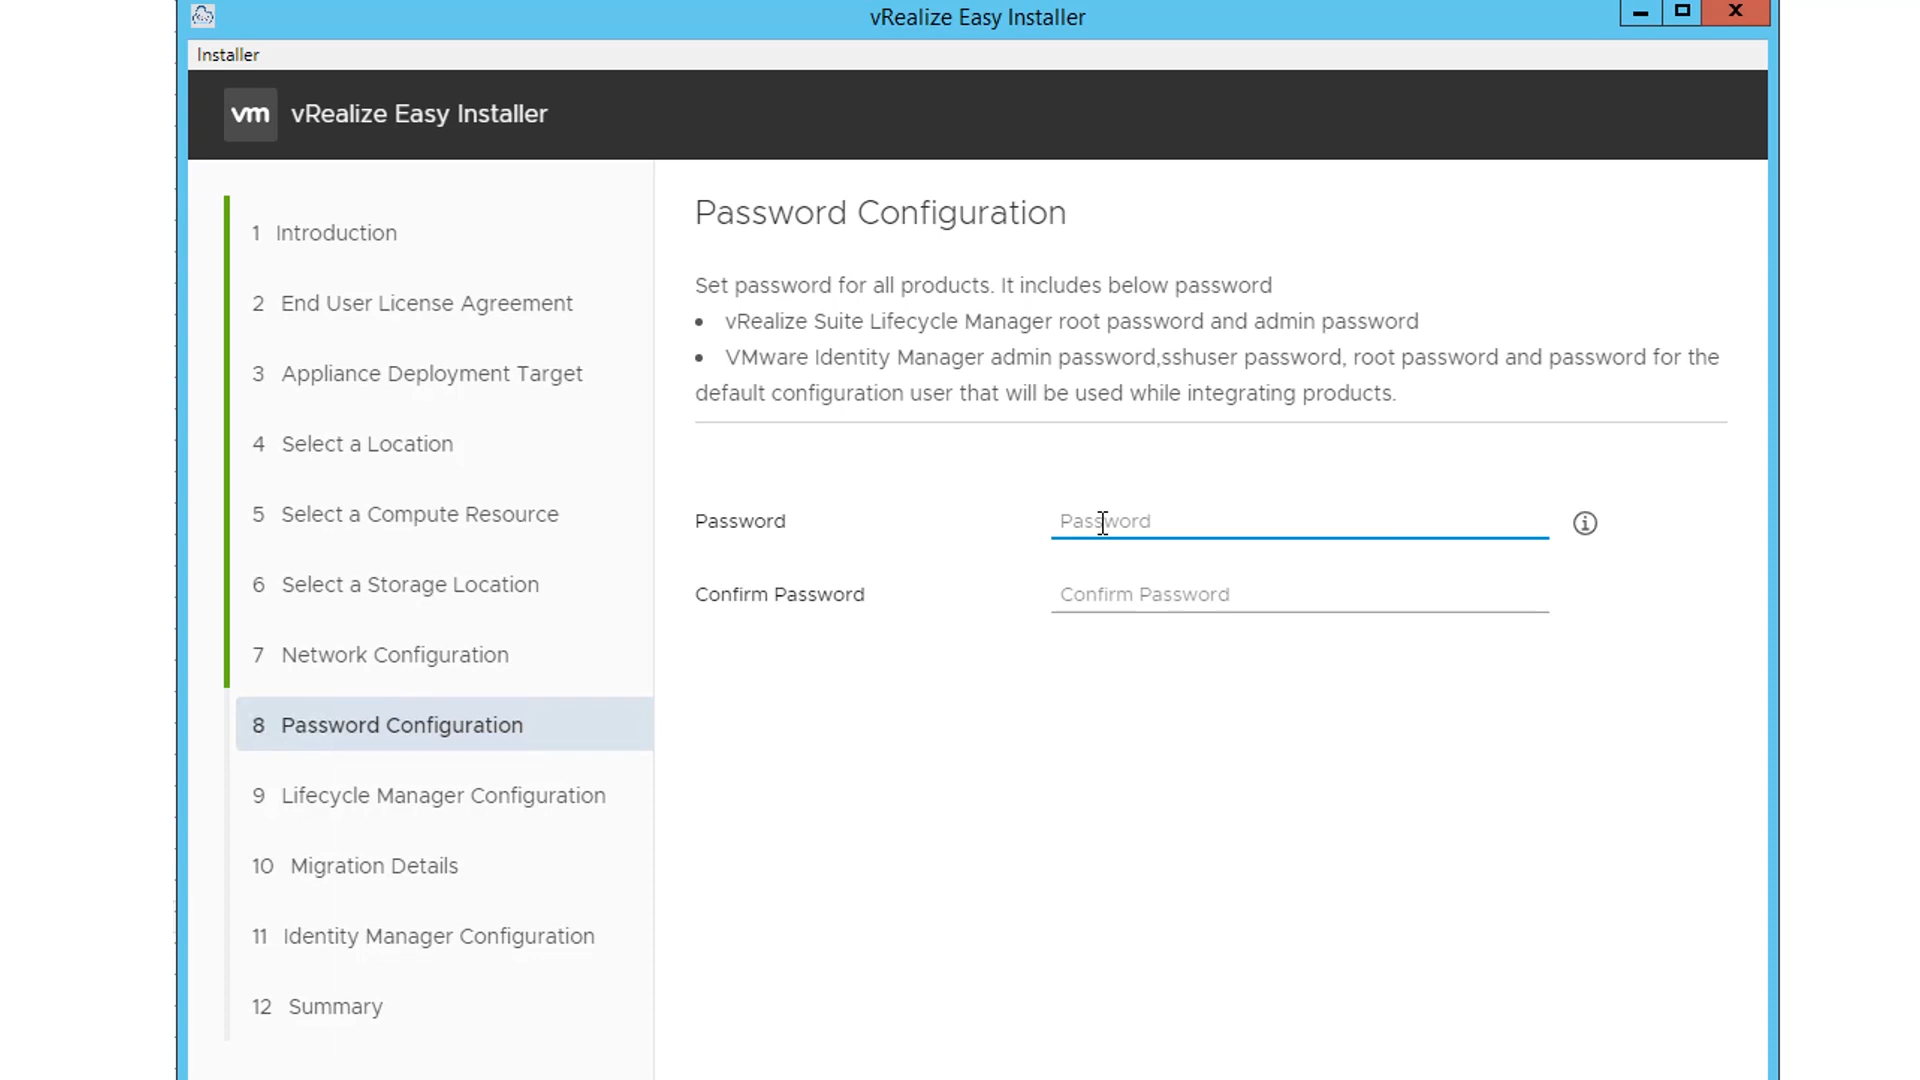 vRealize Easy Installer
Installer
vm vRealize Easy Installer
1 Introduction
2 End User License Agreement
3 Appliance Deployment Target
4 Select a Location
5 Select a Compute Resource
6 Select a Storage Location
7 Network Configuration
8 Password Configuration
9 Lifecycle Manager Configuration
10 Migration Details
11 Identity Manager Configuration
12 Summary
Password Configuration
Set password for all products. It includes below password
• vRealize Suite Lifecycle Manager root password and admin password
• VMware Identity Manager admin password,sshuser password, root password and password for the
default configuration user that will be used while integrating products.
Password Password
Confirm Password Confirm Password